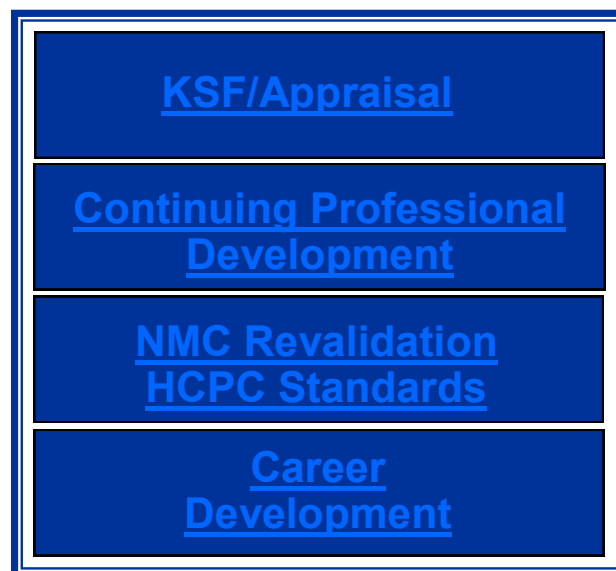 KSF/Appraisal
Continuing Professional
Development
NMC Revalidation
HCPC Standards
Career
Development